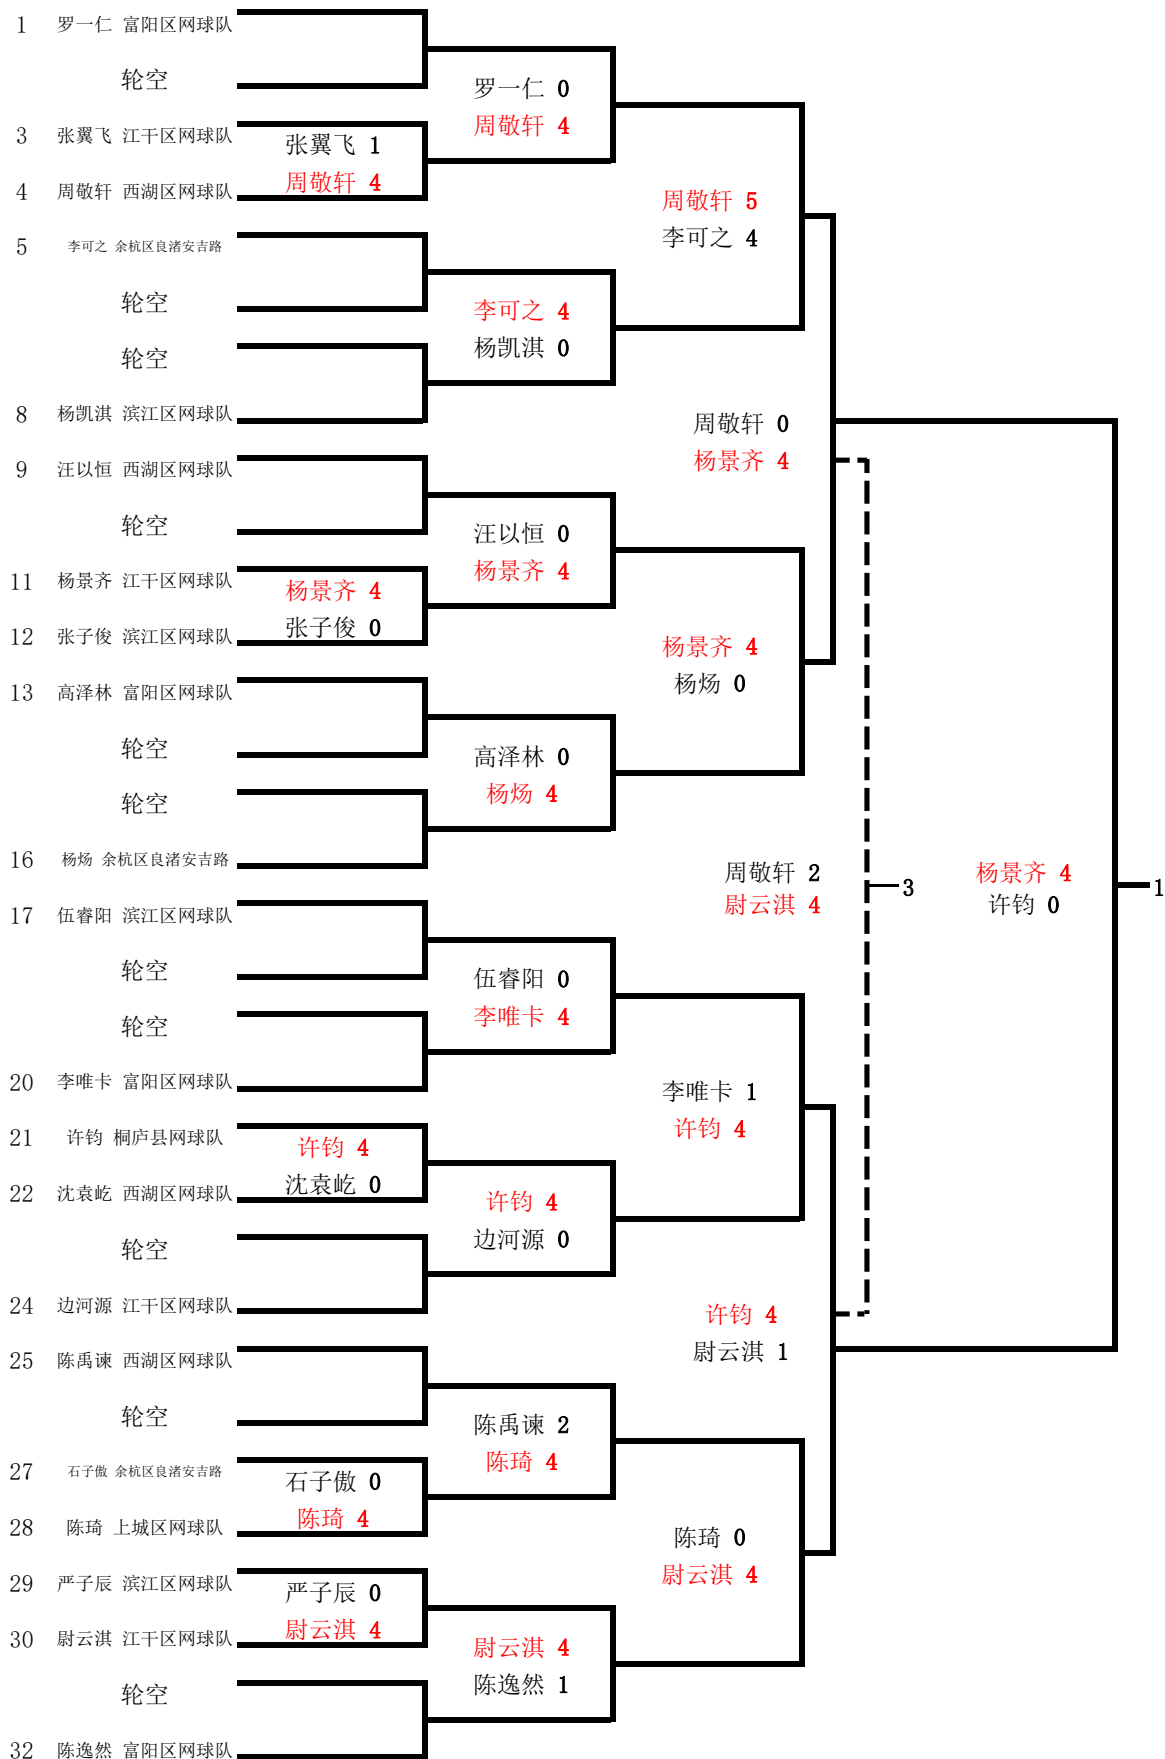 1 罗一仁 富阳区网球队
轮空
罗一仁 0
周敬轩 4
3 张翼飞 江干区网球队
张翼飞 1
周敬轩 4
4 周敬轩 西湖区网球队
周敬轩 5
李可之 4
5 李可之 余杭区良渚安吉路
轮空
李可之 4
杨凯淇 0
轮空
8 杨凯淇 滨江区网球队
周敬轩 0
杨景齐 4
9 汪以恒 西湖区网球队
轮空
汪以恒 0
杨景齐 4
11 杨景齐 江干区网球队
杨景齐 4
张子俊 0
12 张子俊 滨江区网球队
杨景齐 4
杨炀 0
13 高泽林 富阳区网球队
轮空
高泽林 0
杨炀 4
轮空
16 杨炀 余杭区良渚安吉路
周敬轩 2
尉云淇 4
3
杨景齐 4
许钧 0
1
17 伍睿阳 滨江区网球队
轮空
伍睿阳 0
李唯卡 4
轮空
20 李唯卡 富阳区网球队
李唯卡 1
许钧 4
21 许钧 桐庐县网球队
许钧 4
沈袁屹 0
22 沈袁屹 西湖区网球队
许钧 4
边河源 0
轮空
24 边河源 江干区网球队
许钧 4
尉云淇 1
25 陈禹谏 西湖区网球队
轮空
陈禹谏 2
陈琦 4
27 石子傲 余杭区良渚安吉路
石子傲 0
陈琦 4
28 陈琦 上城区网球队
陈琦 0
尉云淇 4
29 严子辰 滨江区网球队
严子辰 0
尉云淇 4
30 尉云淇 江干区网球队
尉云淇 4
陈逸然 1
轮空
32 陈逸然 富阳区网球队